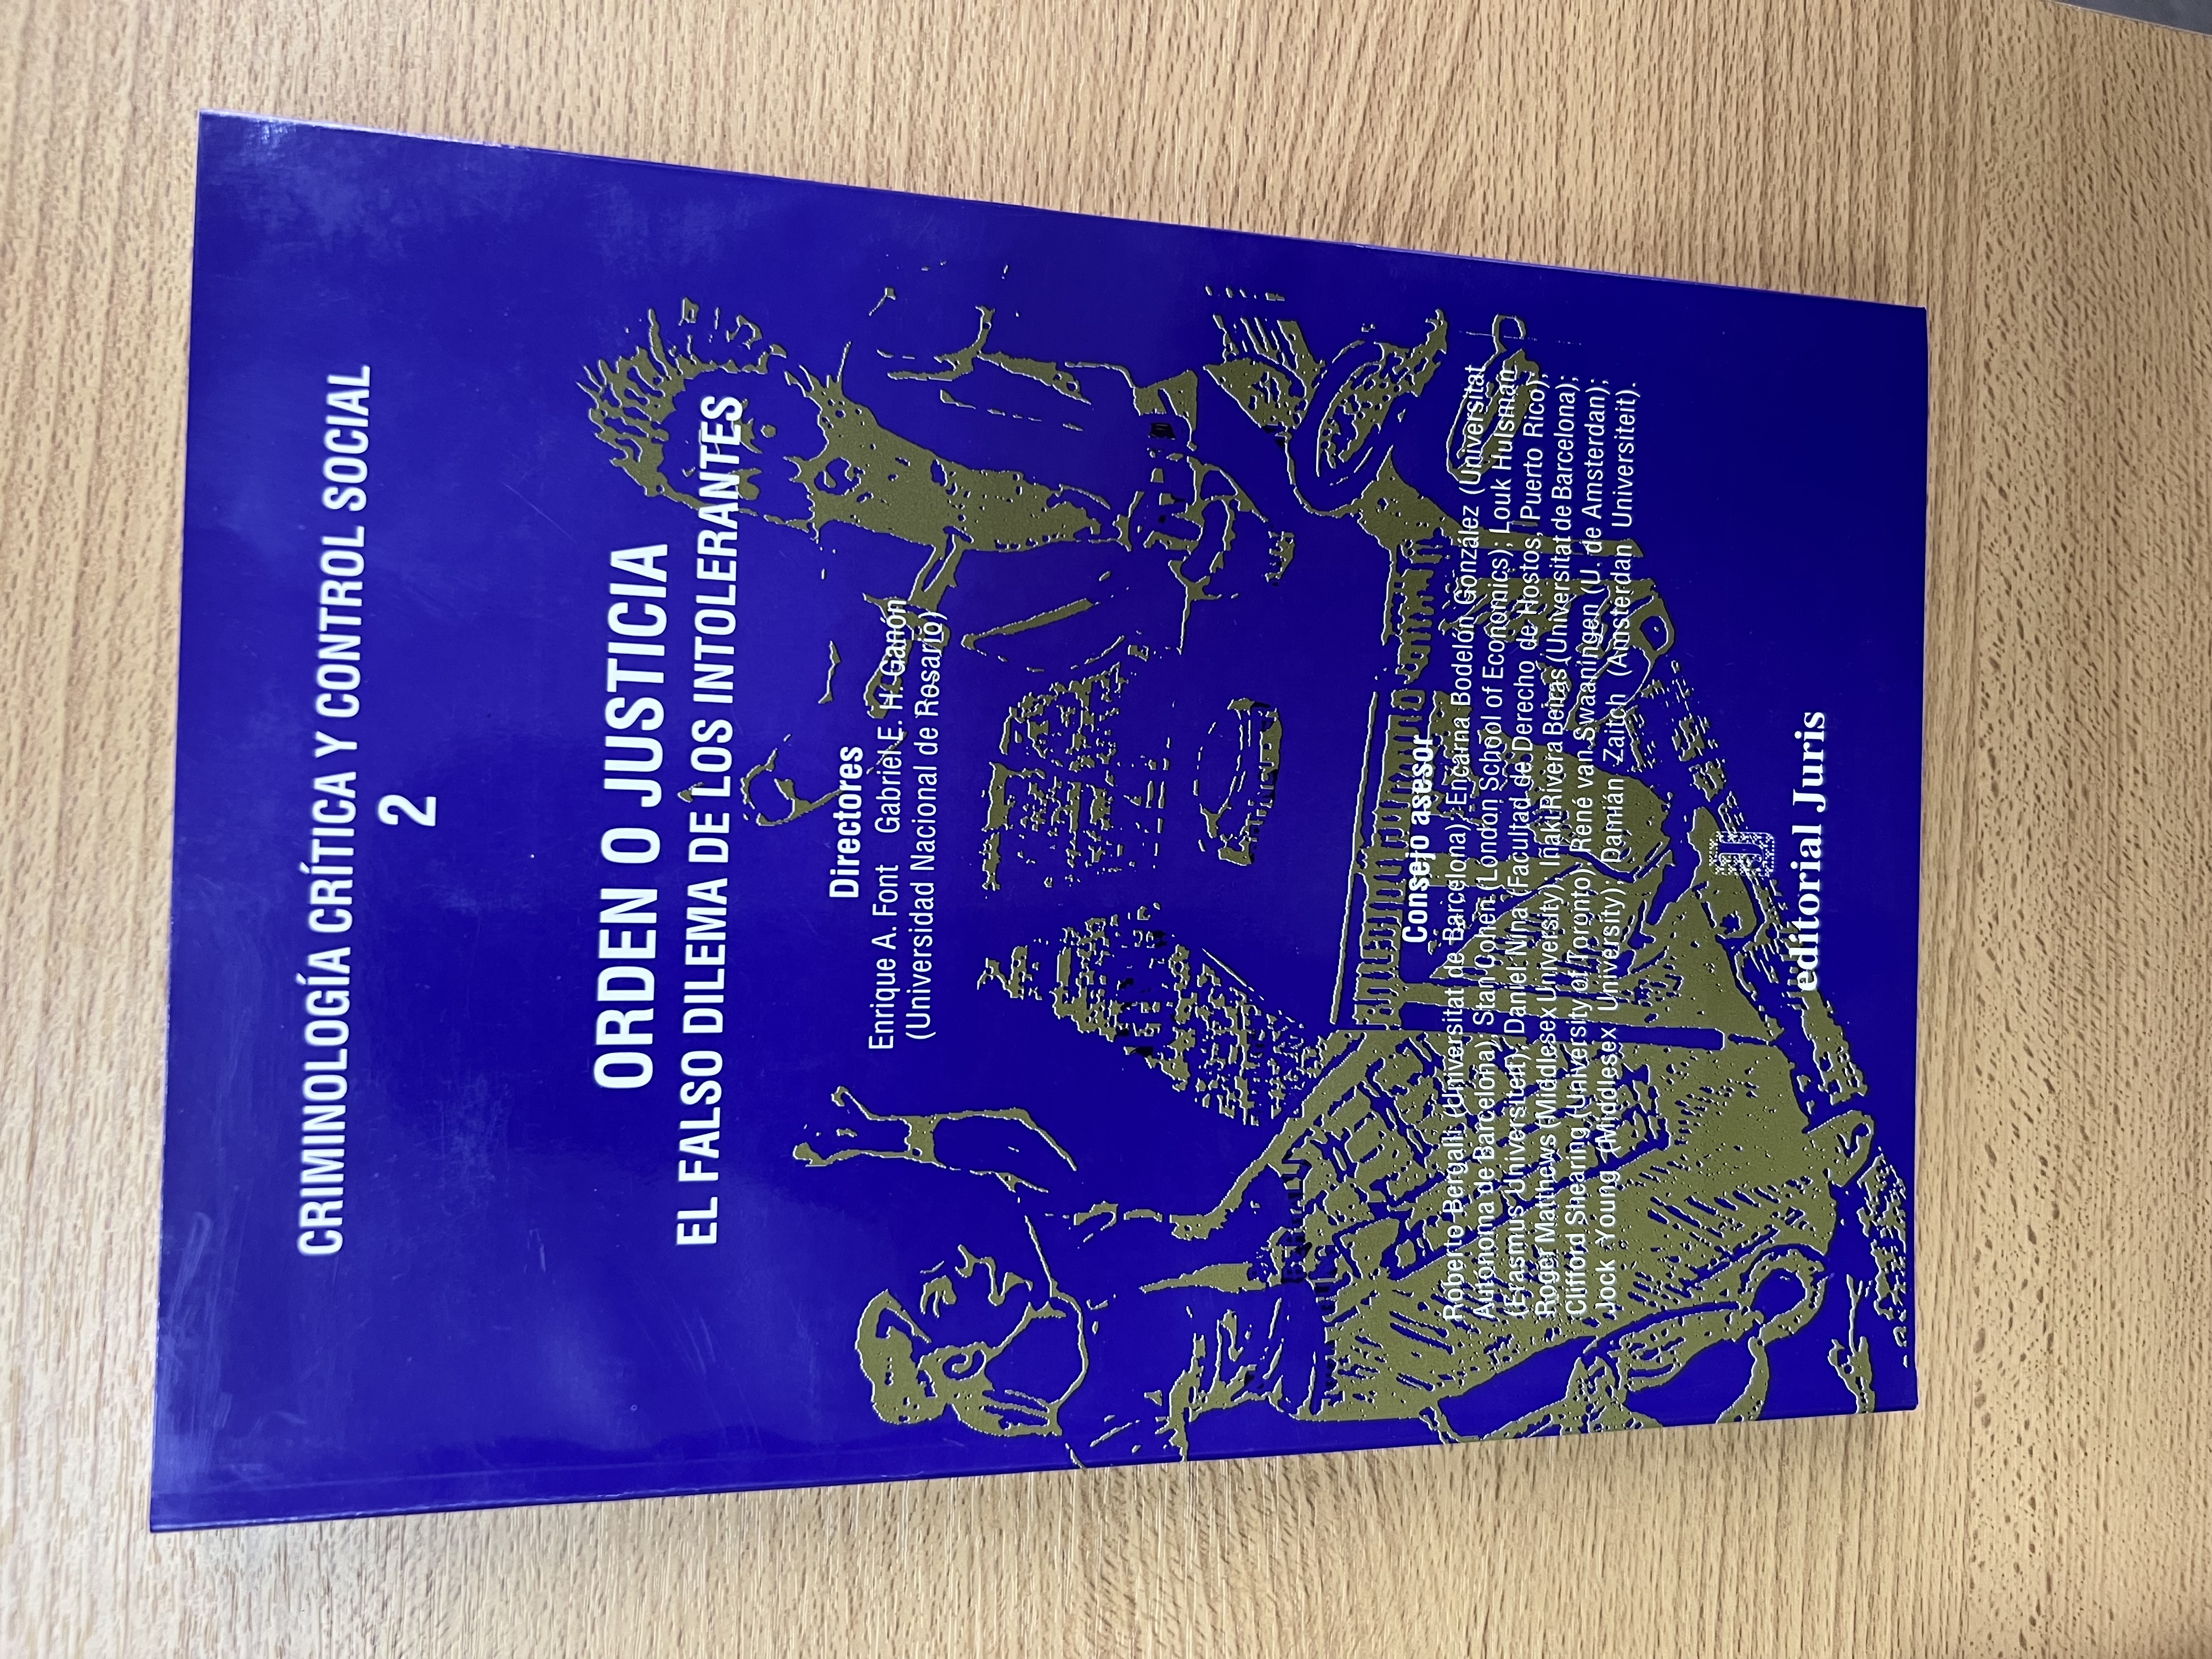 CRIMINOLOGÍA CRÍTICA Y CONTROL SOCIAL
2
ORDEN O JUSTICIA
EL FALSO DILEMA DE LOS INTOLERANTES
Directores
Enrique A. Font Gabriel E. H. Ganón
(Universidad Nacional de Rosario)
Consejo asesor
Roberto Bergalli (Universitat de Barcelona); Encarna Bodelón González (Universitat
Autónoma de Barcelona); Stan Cohen (London School of Economics); Louk Hulsman
(Erasmus Universteit); Daniel Nina (Facultad de Derecho de Hostos, Puerto Rico);
Roger Matthews (Middlesex University); Iñaki Rivera Beiras (Universitat de Barcelona);
Clifford Shearing (University of Toronto); René van Swaaningen (U. de Amsterdan);
Jock Young (Middlesex University); Damián Zaitch (Amsterdan Universiteit).
J
editorial Juris